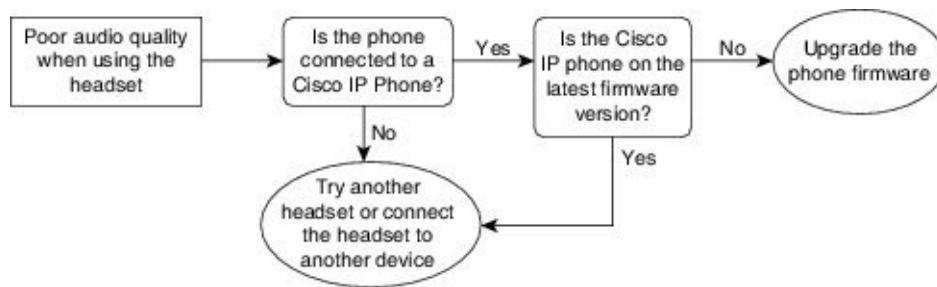 Poor audio quality
when using the
headset
Is the phone
connected to a
Cisco IP Phone?
Yes
Is the Cisco
IP phone on the
latest firmware
version?
No
Upgrade the
phone firmware
No
Yes
Try another
headset or connect
the headset to
another device